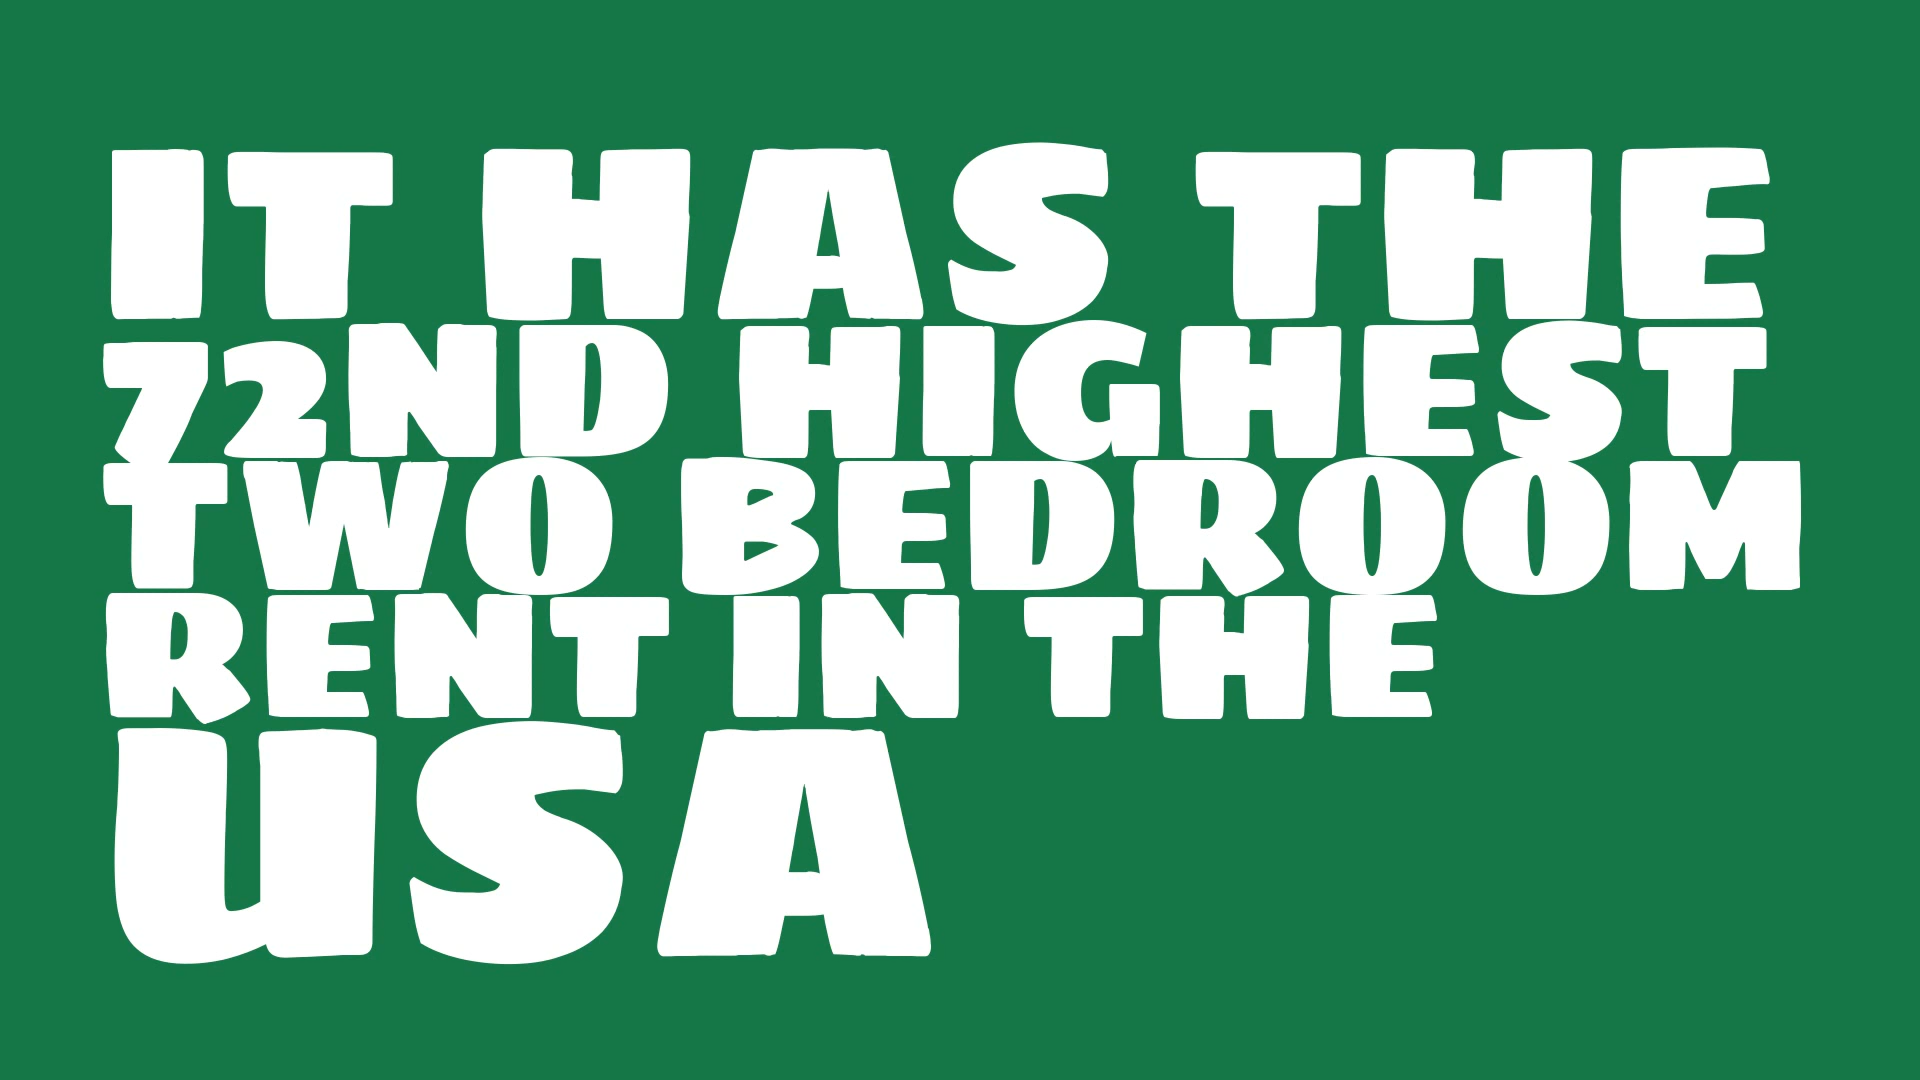 IT HAS THE
72ND HIGHEST
TWO BEDROOM
RENT IN THE
USA